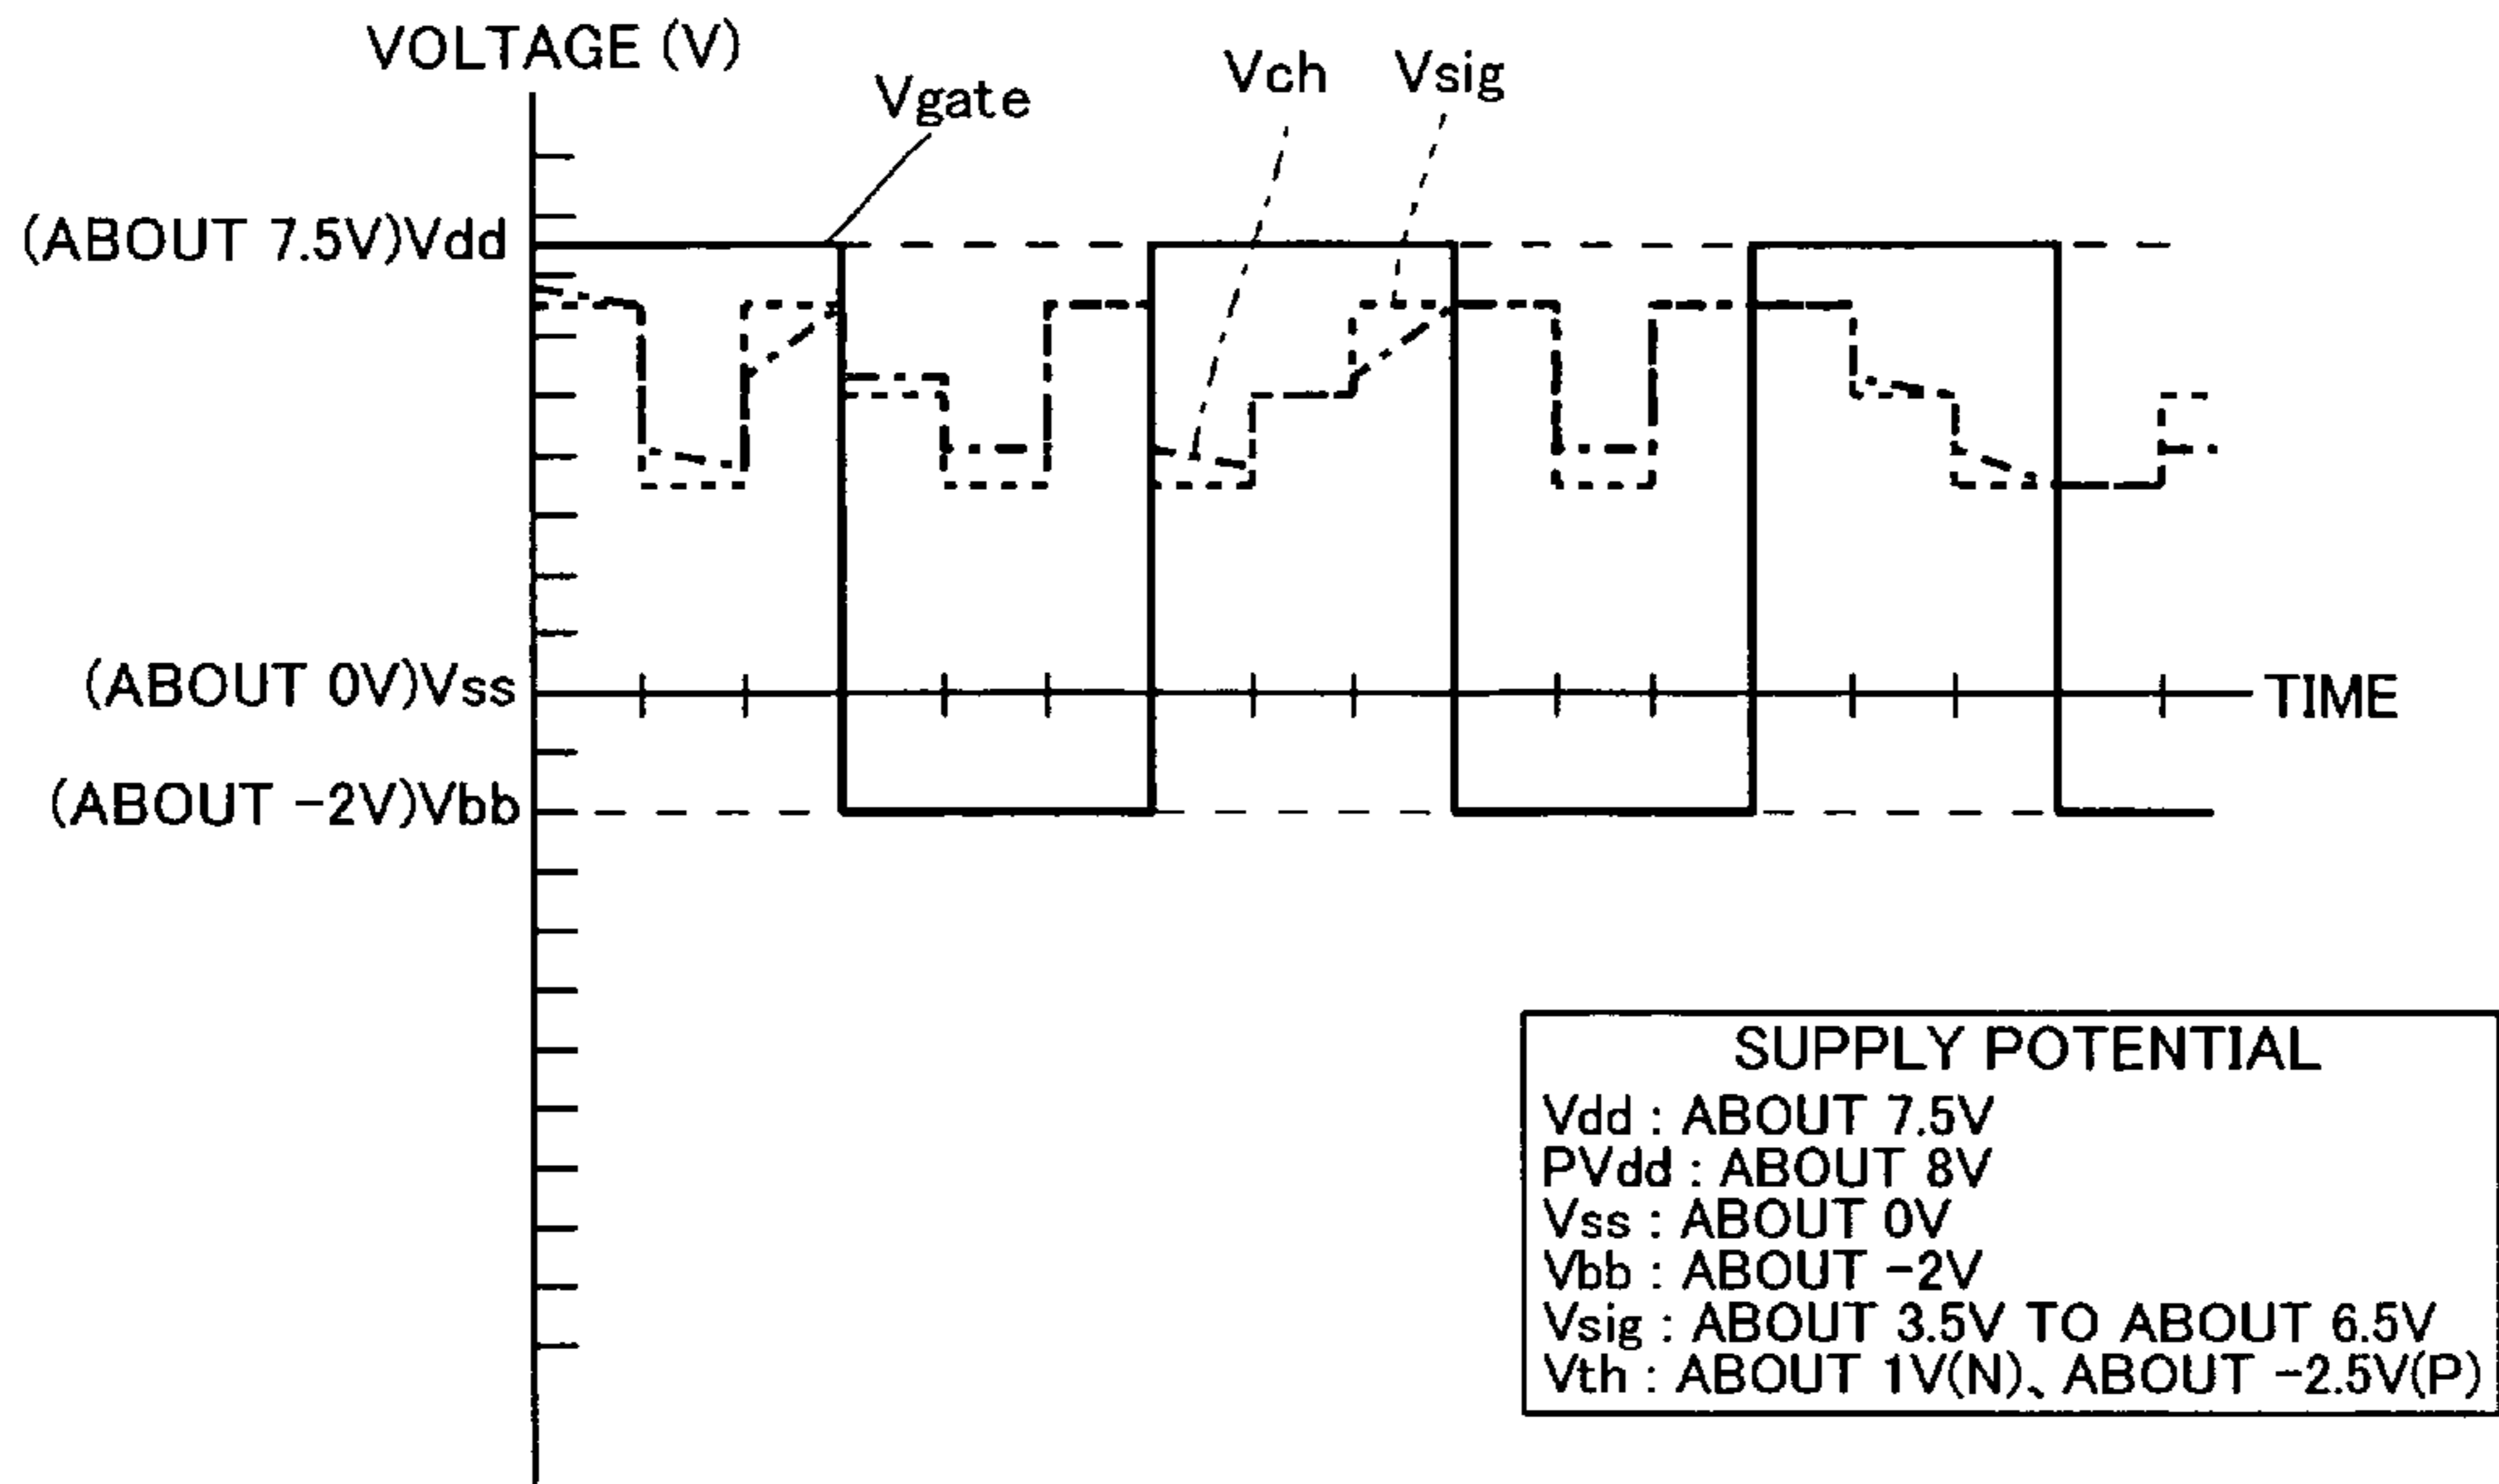 VOLTAGE (V)
Vgate
Vch
Vsig
(ABOUT 7.5V)Vdd
(ABOUT 0V)Vss
TIME
(ABOUT -2V)Vbb
SUPPLY POTENTIAL
Vdd : ABOUT 7.5V
PVdd : ABOUT 8V
Vss : ABOUT 0V
Vbb : ABOUT -2V
Vsig : ABOUT 3.5V TO ABOUT 6.5V
Vth : ABOUT 1V(N)、ABOUT -2.5V(P)